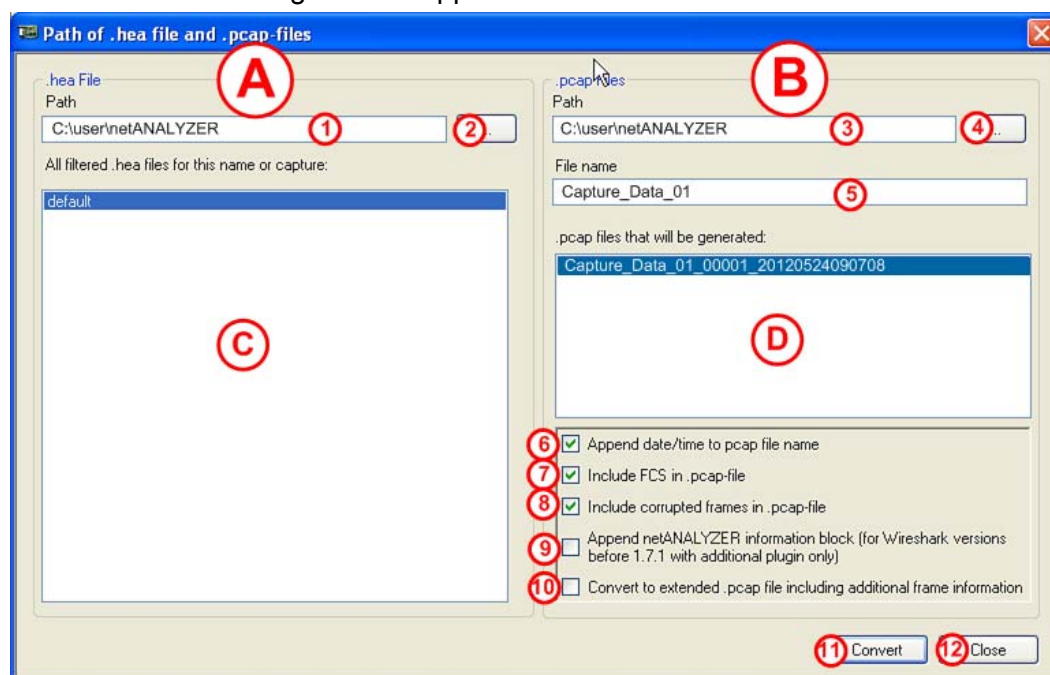 Path of .hea file and .pcap-files
.hea File
A
Path
C:\user\netANALYZER
1
2
All filtered .hea files for this name or capture:
default
C
B
Path
C:\user\netANALYZER
3
4
File name
Capture_Data_01
5
.pcap files that will be generated:
Capture_Data_01_00001_20120524090708
D
6 Append date/time to pcap file name
7 Include FCS in .pcap-file
8 Include corrupted frames in .pcap-file
9 Append netANALYZER information block (for Wireshark versions
before 1.7.1 with additional plugin only)
10 Convert to extended .pcap file including additional frame information
11 Convert
12 Close